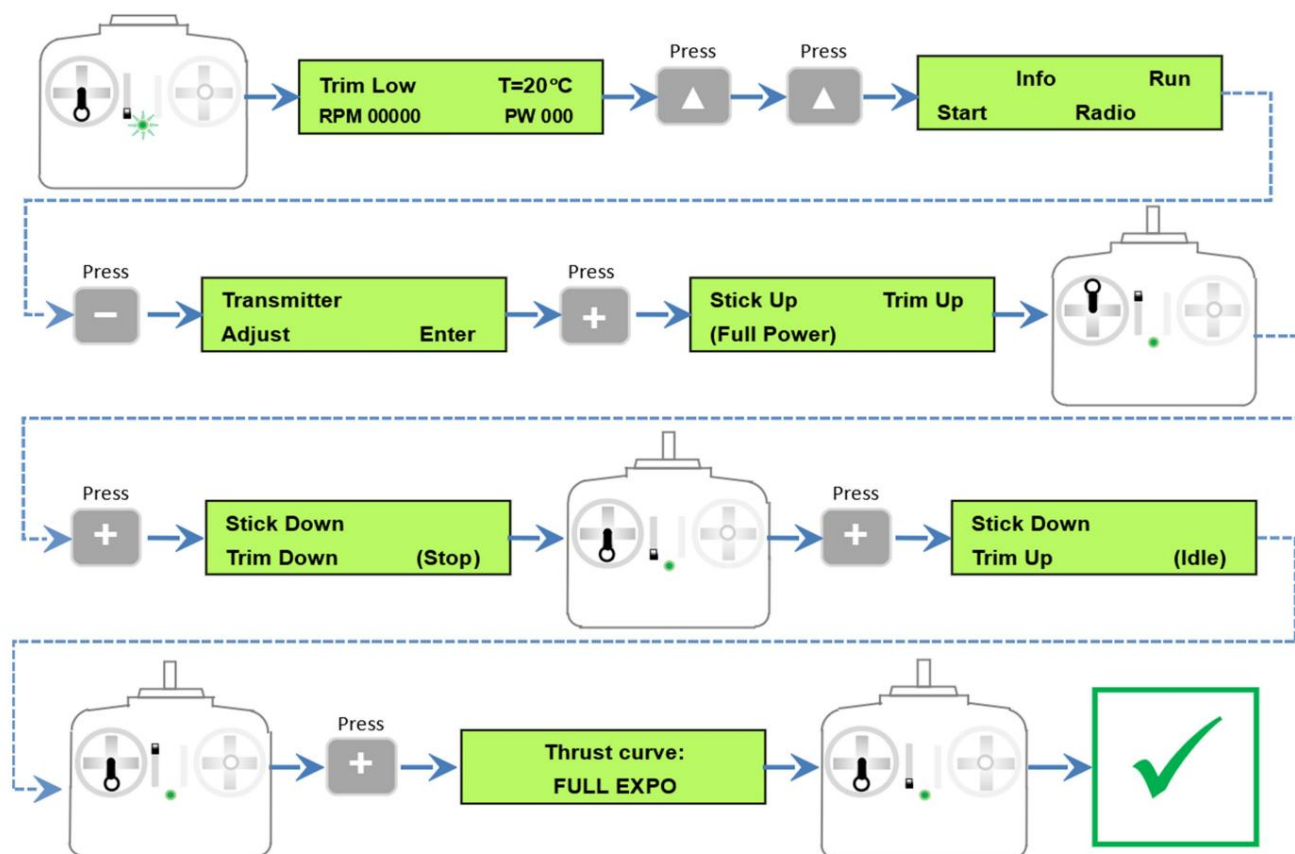 Press Press
Trim Low T=20°C
RPM 00000 PW 000
▲ ▲
Info Run
Start Radio
Press
−
Transmitter
Adjust Enter
Press
+
Stick Up Trim Up
(Full Power)
Press
+
Stick Down
Trim Down (Stop)
Press
+
Stick Down
Trim Up (Idle)
Press
+
Thrust curve:
FULL EXPO